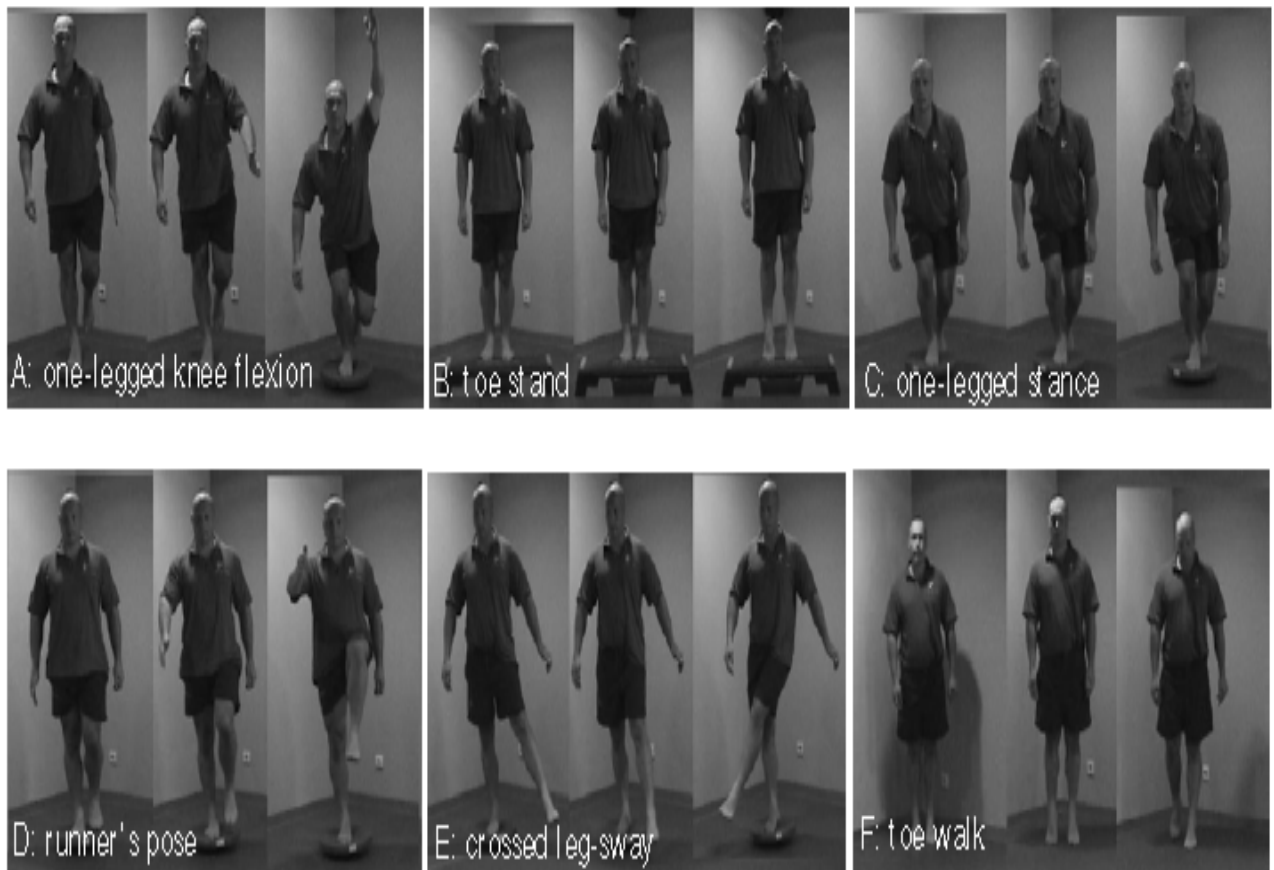 A: one-legged knee flexion
B: toe stand
C: one-legged stance
D: runner's pose
E: crossed leg-sway
F: toe walk